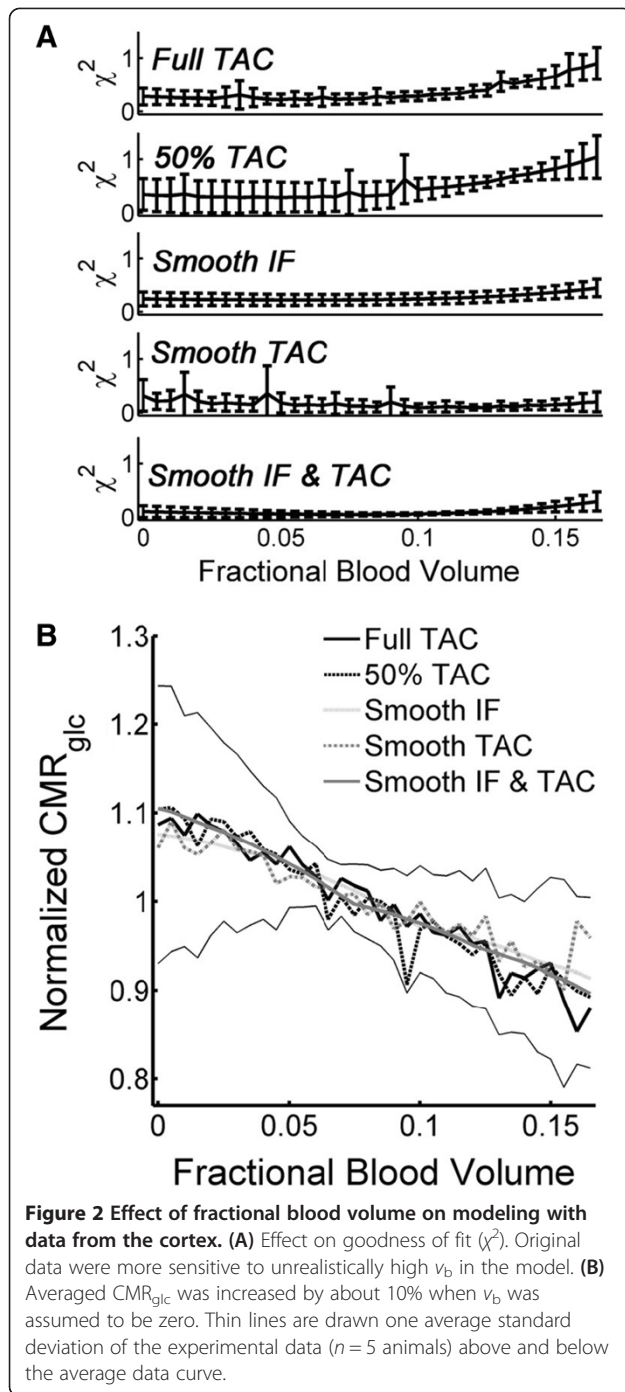 A
χ² 1 0 Full TAC
χ² 1 0 50% TAC
χ² 1 0 Smooth IF
χ² 1 0 Smooth TAC
χ² 1 0 Smooth IF & TAC
0 0.05 0.1 0.15
Fractional Blood Volume
B
Full TAC
50% TAC
Smooth IF
Smooth TAC
Smooth IF & TAC
Normalized CMRglc
1.3
1.2
1.1
1
0.9
0.8
0 0.05 0.1 0.15
Fractional Blood Volume
Figure 2 Effect of fractional blood volume on modeling with
data from the cortex. (A) Effect on goodness of fit (χ²). Original
data were more sensitive to unrealistically high vb in the model. (B)
Averaged CMRglc was increased by about 10% when vb was
assumed to be zero. Thin lines are drawn one average standard
deviation of the experimental data (n = 5 animals) above and below
the average data curve.